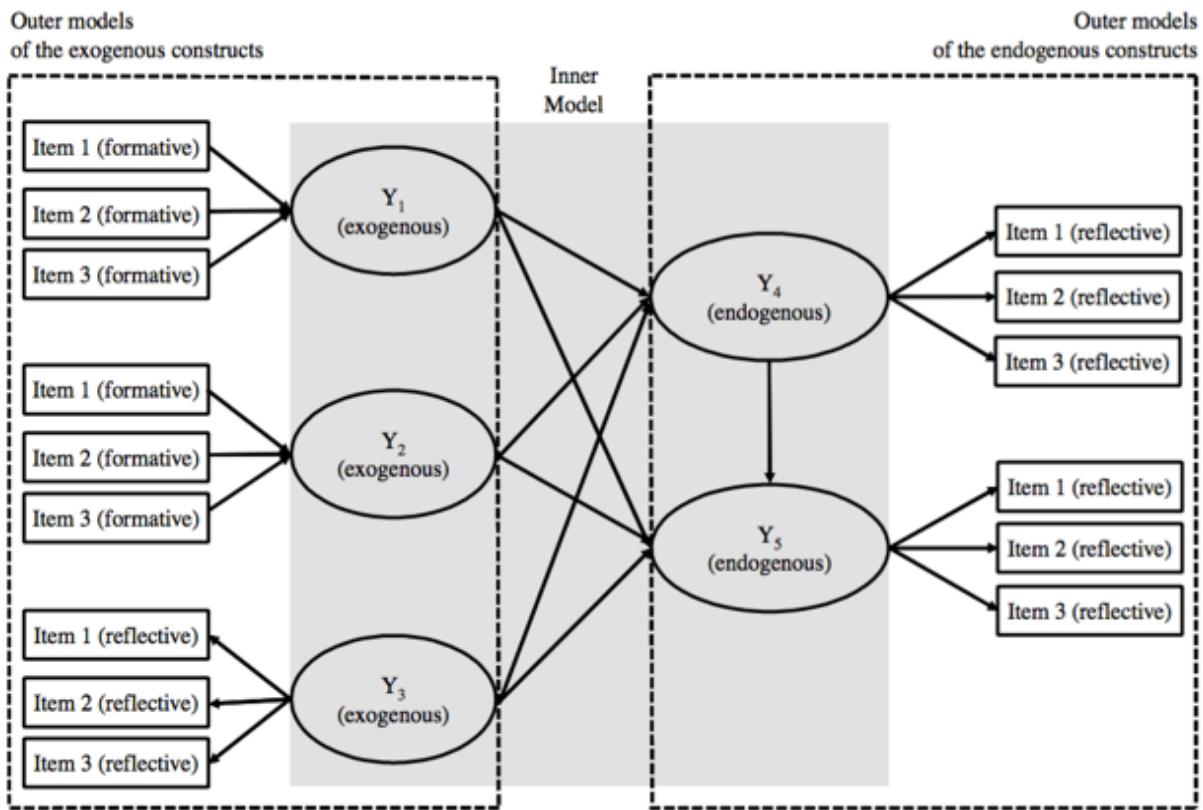 Outer models
of the exogenous constructs
Outer models
of the endogenous constructs
Inner
Model
Item 1 (formative)
Item 2 (formative)
Item 3 (formative)
Y₁
(exogenous)
Item 1 (formative)
Item 2 (formative)
Item 3 (formative)
Y₂
(exogenous)
Item 1 (reflective)
Item 2 (reflective)
Item 3 (reflective)
Y₃
(exogenous)
Y₄
(endogenous)
Item 1 (reflective)
Item 2 (reflective)
Item 3 (reflective)
Y₅
(endogenous)
Item 1 (reflective)
Item 2 (reflective)
Item 3 (reflective)